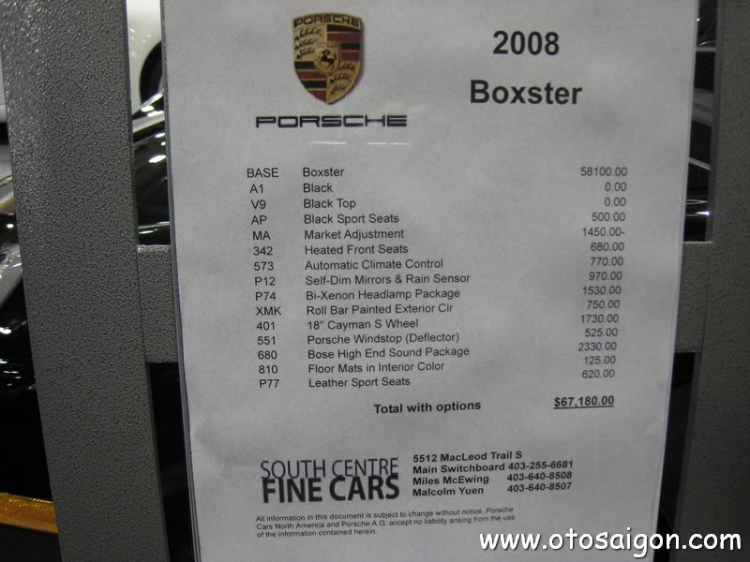 PORSCHE
2008
Boxster
PORSCHE
BASE Boxster 58100.00
A1 Black 0.00
V9 Black Top 0.00
AP Black Sport Seats 500.00
MA Market Adjustment 1450.00-
342 Heated Front Seats 680.00
573 Automatic Climate Control 770.00
P12 Self-Dim Mirrors & Rain Sensor 970.00
P74 Bi-Xenon Headlamp Package 1530.00
XMK Roll Bar Painted Exterior Clr 750.00
401 18" Cayman S Wheel 1730.00
551 Porsche Windstop (Deflector) 525.00
680 Bose High End Sound Package 2330.00
810 Floor Mats in Interior Color 125.00
P77 Leather Sport Seats 620.00
Total with options $67,180.00
SOUTH CENTRE
FINE CARS
5512 MacLeod Trail S
Main Switchboard 403-255-6681
Miles McEwing 403-640-8508
Malcolm Yuen 403-640-8507
All information in this document is subject to change without notice. Porsche
Cars North America and Porsche A.G. accept no liability arising from the use
of the information contained herein.
www.otosaigon.com